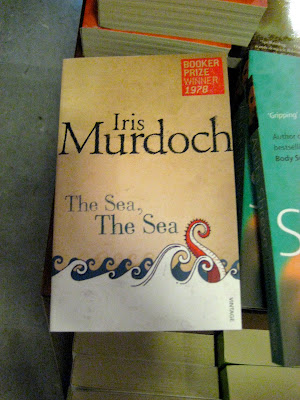 BOOKER
PRIZE
WINNER
1978
Iris
Murdoch
The Sea,
The Sea
VINTAGE
"Gripping"
Author
bestsell
Body S
S